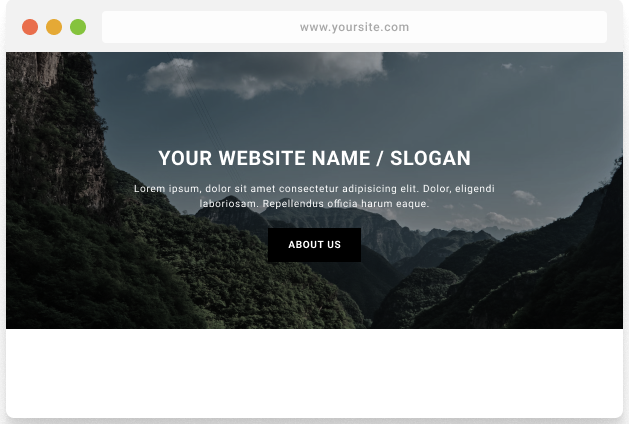 www.yoursite.com
YOUR WEBSITE NAME / SLOGAN
Lorem ipsum, dolor sit amet consectetur adipisicing elit. Dolor, eligendi
laboriosam. Repellendus officia harum eaque.
ABOUT US